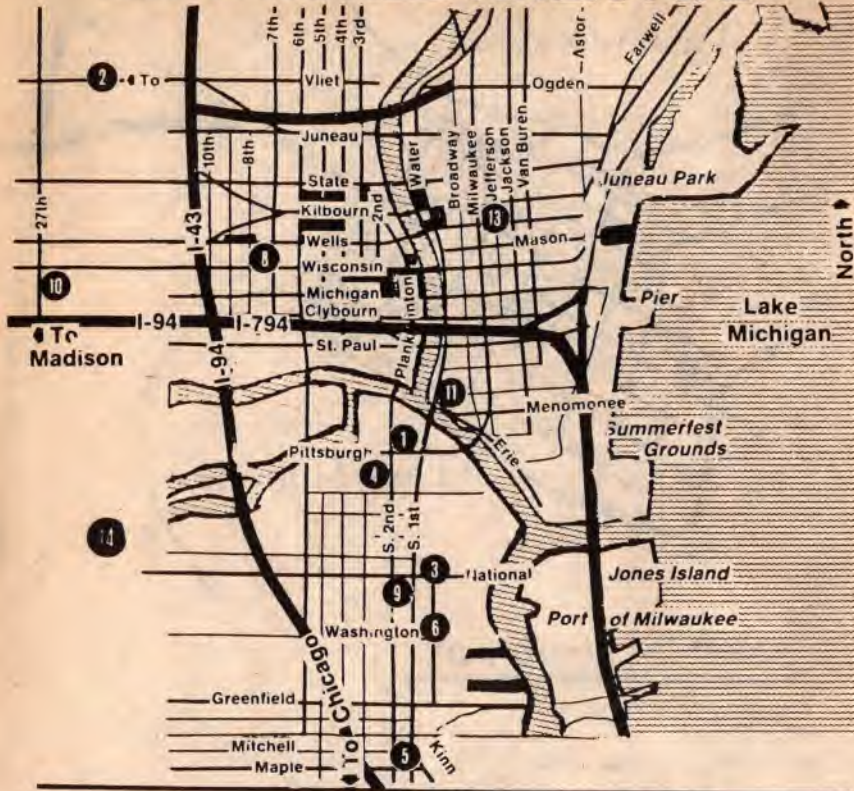 7th
6th
5th
4th
3rd
Astor
Farwell
2
To
Vliet
Ogden
Juneau
10th
8th
Water
Broadway
Milwaukee
Jefferson
Jackson
Van Buren
State
Juneau Park
27th
I-43
Kilbourn
2nd
13
Mason
Wells
8
Wisconsin
North
10
Michigan
Pier
Clybourn
Plankinton
Lake
Michigan
I-94
I-794
To
Madison
St. Paul
I-94
11
Menomonee
Summerfest
Grounds
1
Erie
Pittsburgh
4
14
S. 2nd
S. 1st
3
National
Jones Island
9
Port of Milwaukee
Washington
6
To Chicago
Greenfield
Mitchell
5
Kinn
Maple